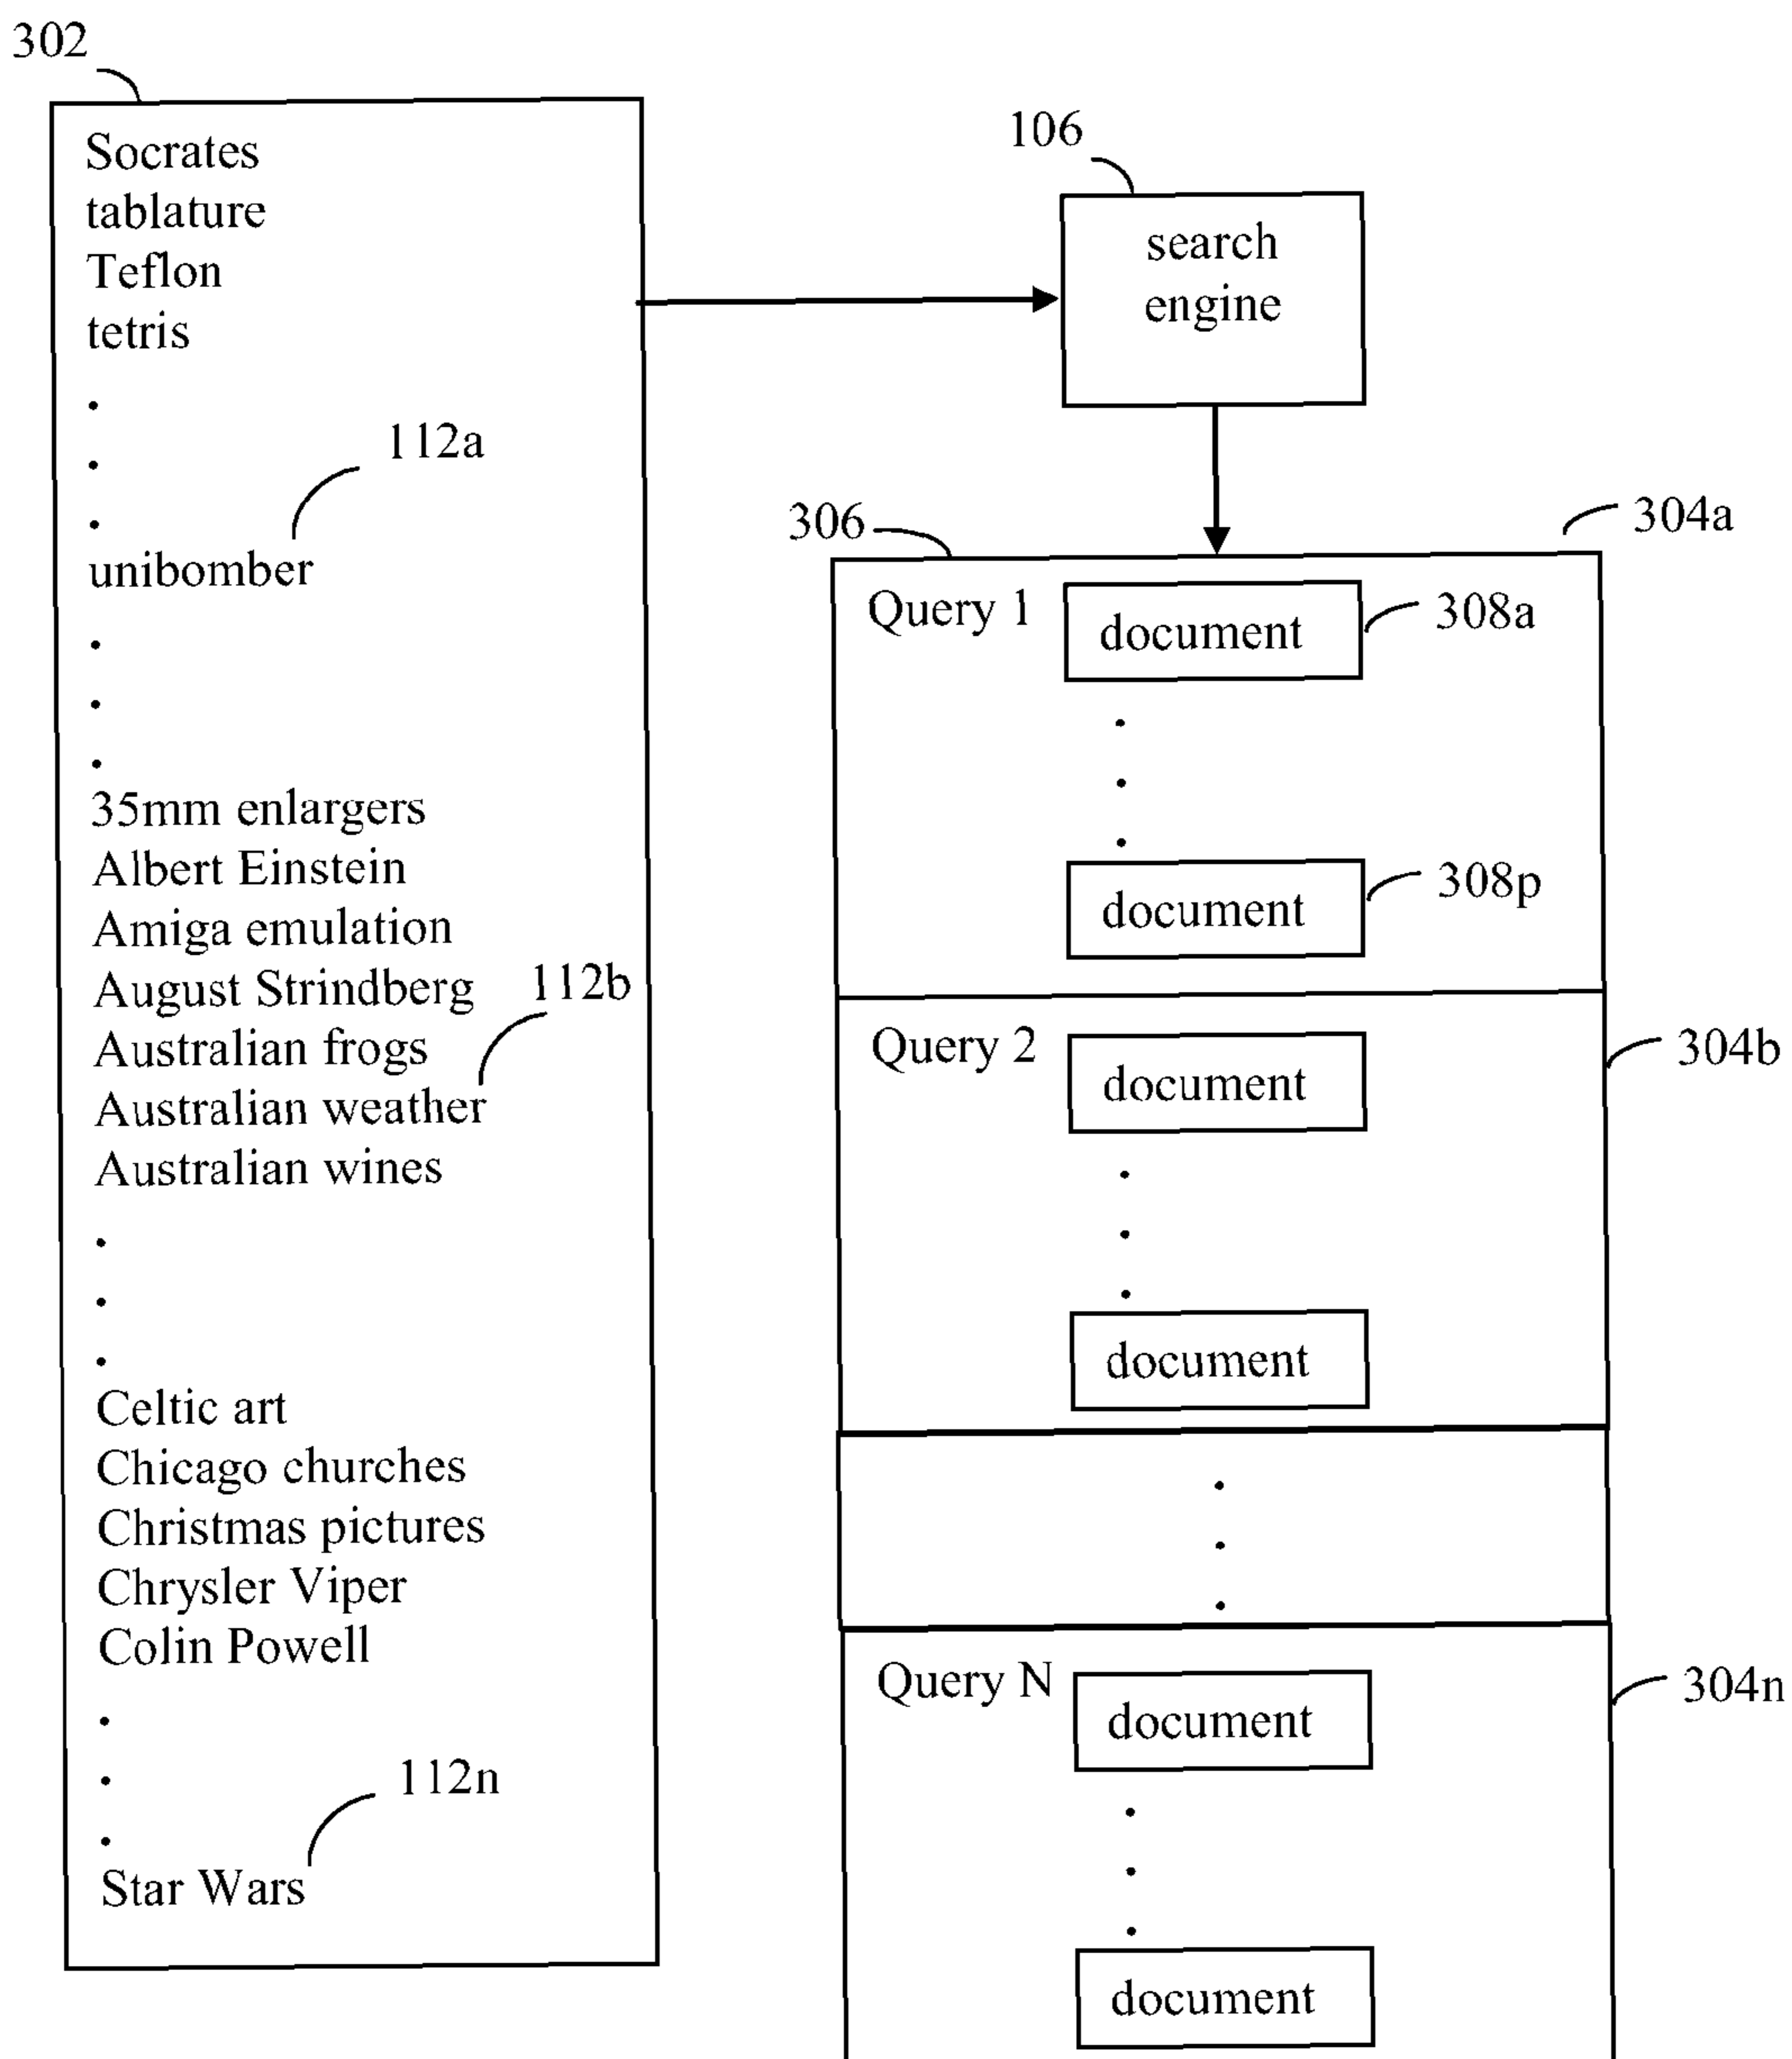 302
Socrates
tablature
Teflon
tetris
.
.
.
112a
unibomber
.
.
.
35mm enlargers
Albert Einstein
Amiga emulation
August Strindberg
112b
Australian frogs
Australian weather
Australian wines
.
.
.
Celtic art
Chicago churches
Christmas pictures
Chrysler Viper
Colin Powell
.
.
.
112n
Star Wars
106
search
engine
306
304a
Query 1
document
308a
.
.
.
document
308p
Query 2
document
304b
.
.
.
document
.
.
.
Query N
document
304n
.
.
.
document